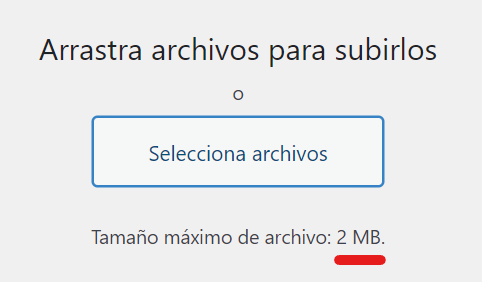 Arrastra archivos para subirlos
o
Selecciona archivos
Tamaño máximo de archivo: 2 MB.